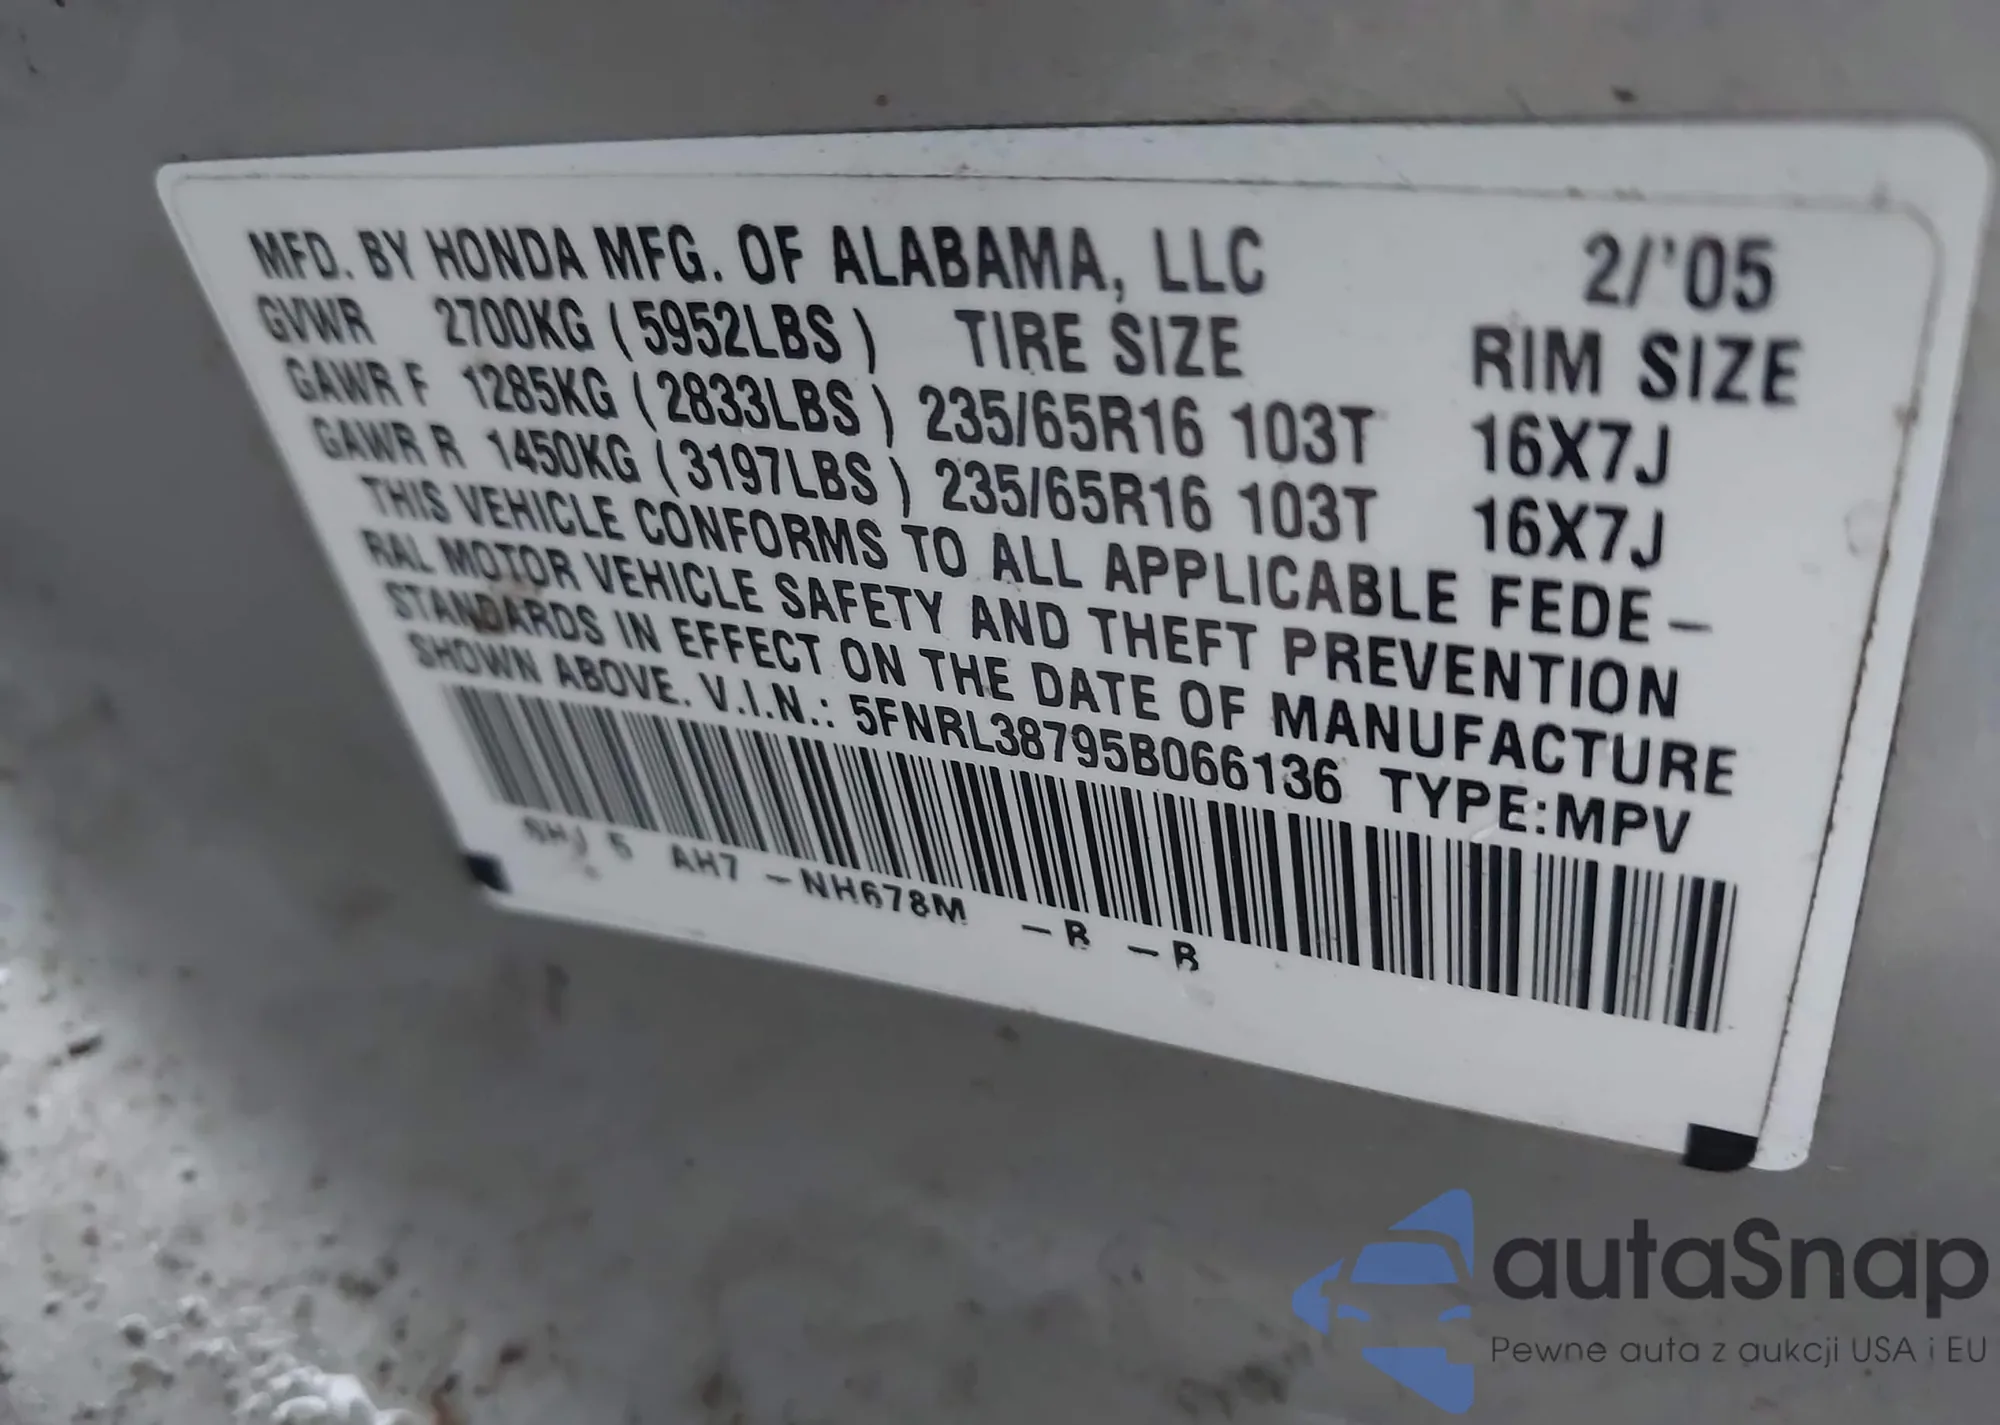 MFD. BY HONDA MFG. OF ALABAMA, LLC 2/'05
GVWR 2700KG (5952LBS) TIRE SIZE RIM SIZE
GAWR F 1285KG (2833LBS) 235/65R16 103T 16X7J
GAWR R 1450KG (3197LBS) 235/65R16 103T 16X7J
THIS VEHICLE CONFORMS TO ALL APPLICABLE FEDE-
RAL MOTOR VEHICLE SAFETY AND THEFT PREVENTION
STANDARDS IN EFFECT ON THE DATE OF MANUFACTURE
SHOWN ABOVE. V.I.N.: 5FNRL38795B066136 TYPE:MPV
SHJ 5 AH7 -NH678M -B -B
autaSnap
Pewne auta z aukcji USA i EU